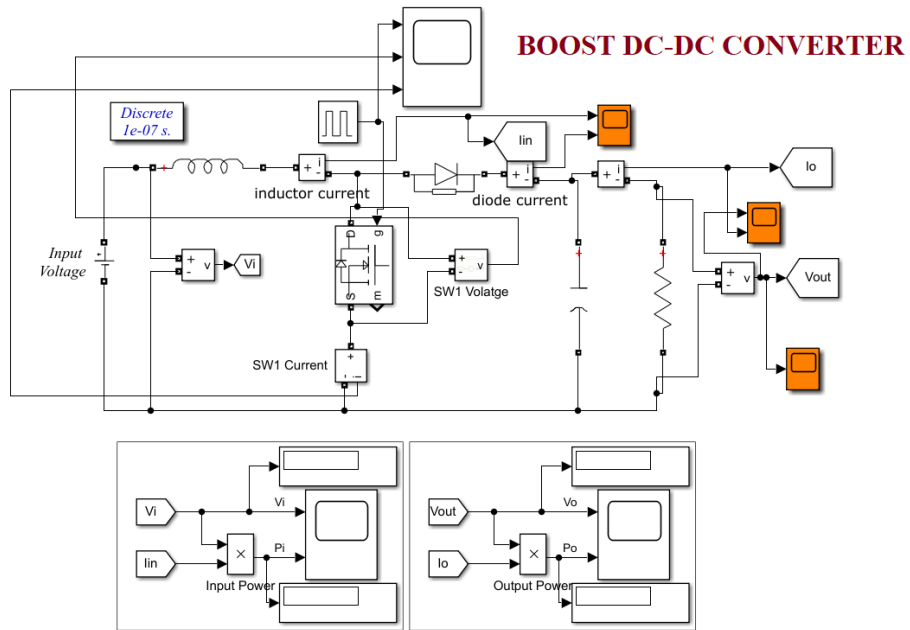 BOOST DC-DC CONVERTER
Discrete
1e-07 s.
+
i
-
inductor current
Iin
+
i
-
diode current
+
i
-
Io
Input
Voltage
+
+
-
v
Vi
D
g
S
m
+
-
v
SW1 Volatge
+
-
v
Vout
SW1 Current
+
-
i
Vi
Vi
Iin
×
Pi
Input Power
Vout
Vo
Io
×
Po
Output Power